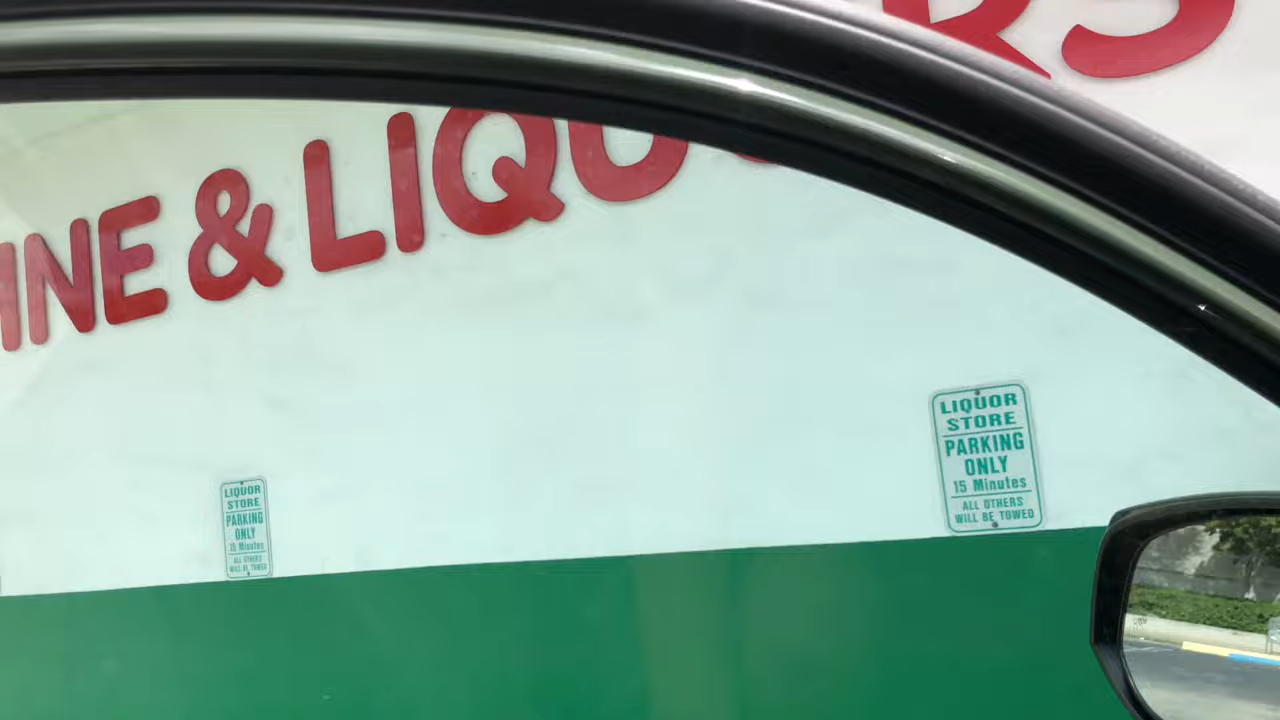 INE & LIQU
RS
LIQUOR
STORE
PARKING
ONLY
15 Minutes
ALL OTHERS
WILL BE TOWED
LIQUOR
STORE
PARKING
ONLY
15 Minutes
ALL OTHERS
WILL BE TOWED